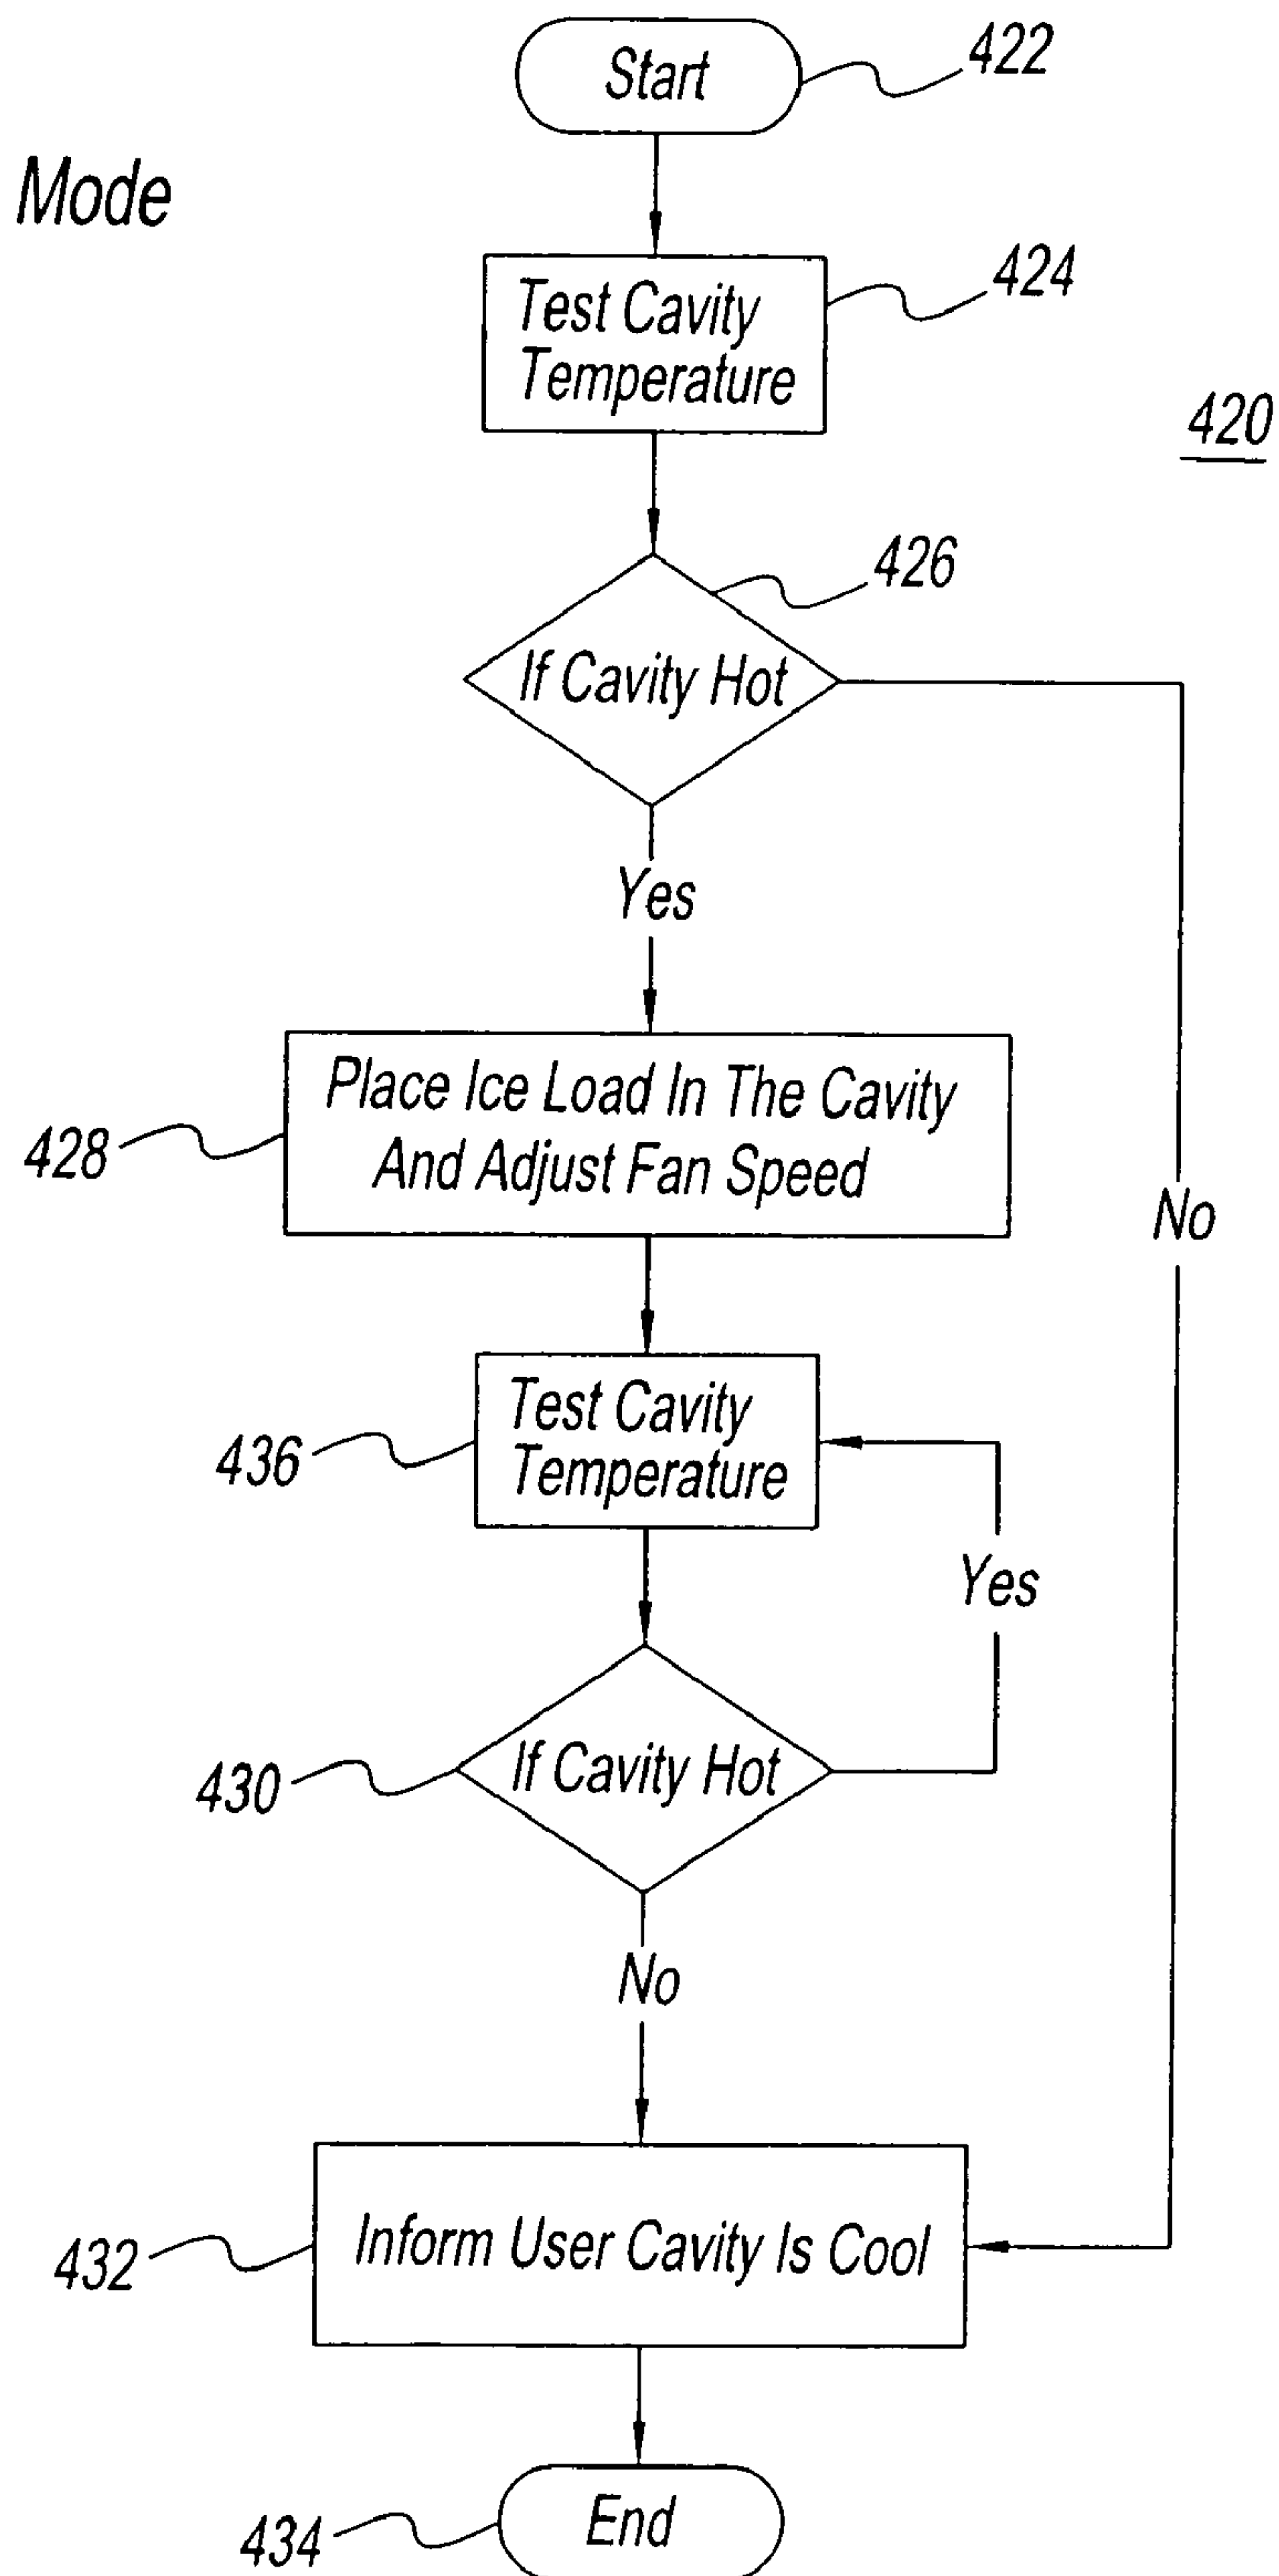 Start
422
Mode
Test Cavity
Temperature
424
420
426
If Cavity Hot
Yes
Place Ice Load In The Cavity
And Adjust Fan Speed
428
No
Test Cavity
Temperature
436
Yes
If Cavity Hot
430
No
Inform User Cavity Is Cool
432
End
434